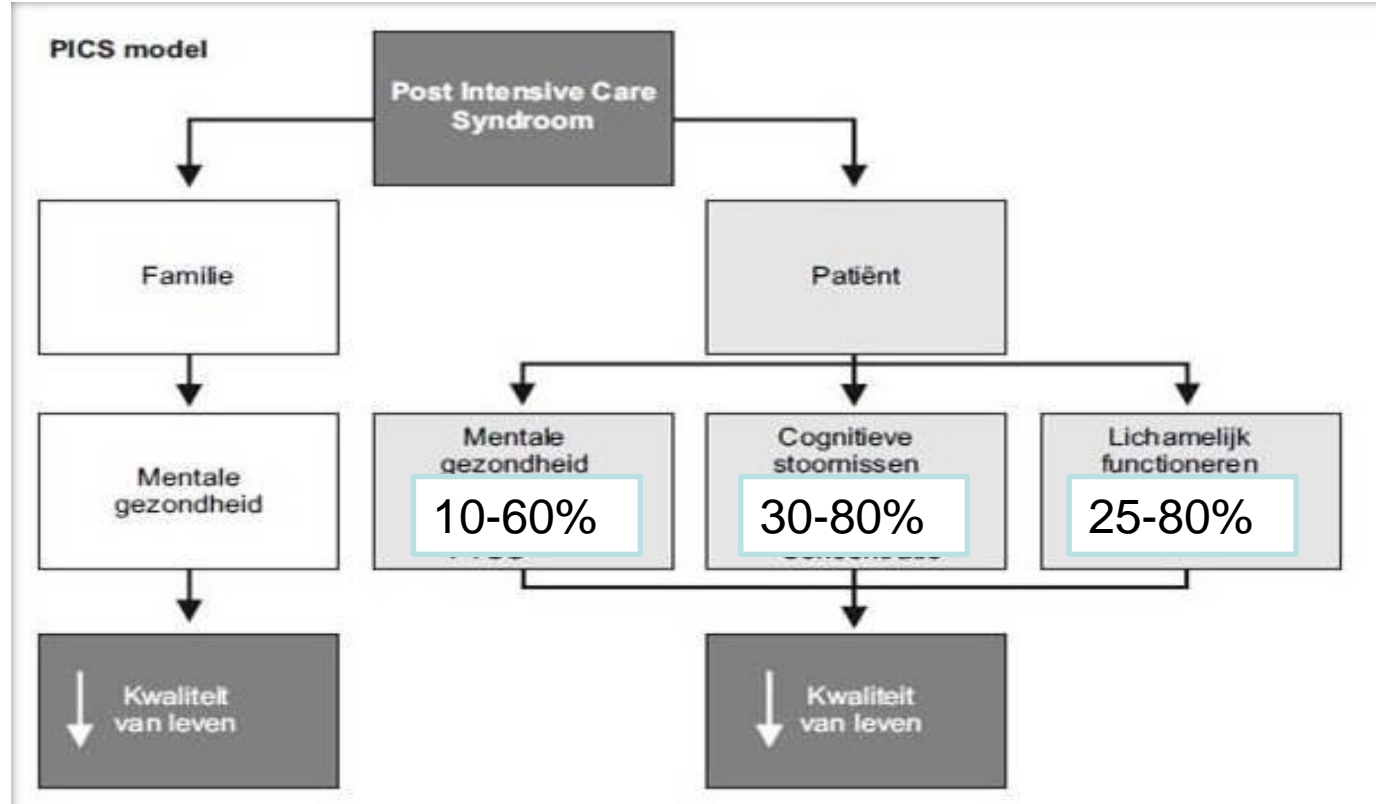 PICS model
Post Intensive Care
Syndroom
Familie
Patiënt
Mentale
gezondheid
Mentale
gezondheid
10-60%
Cognitieve
stoornissen
30-80%
Lichamelijk
functioneren
25-80%
Kwaliteit
van leven
Kwaliteit
van leven